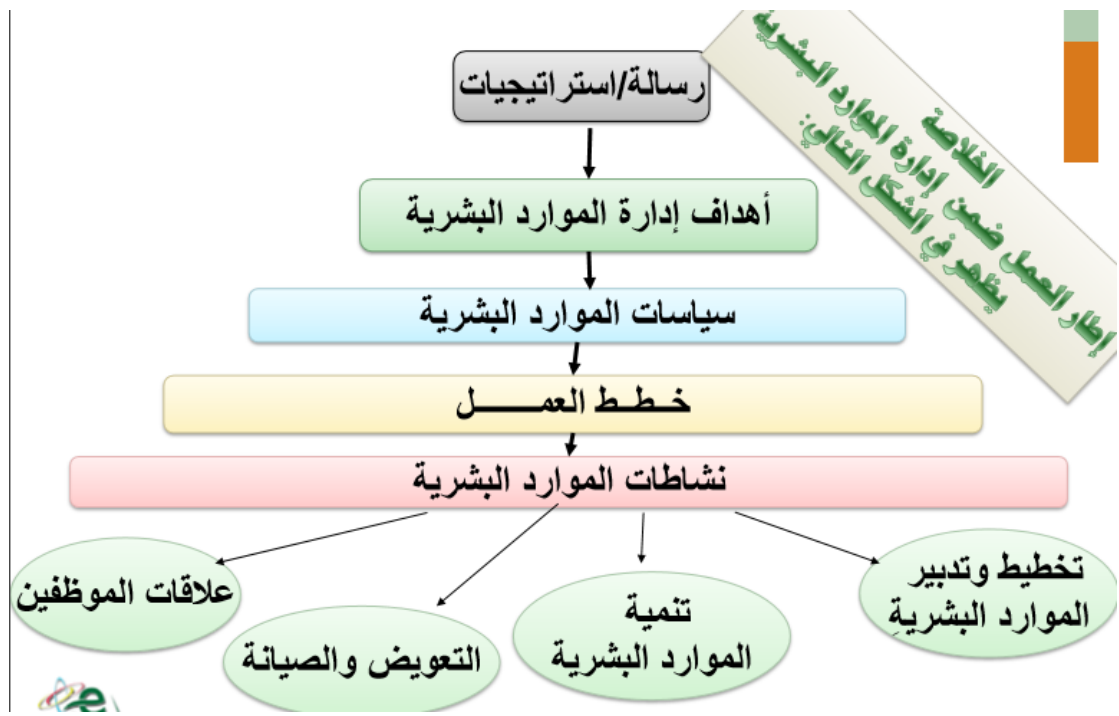 الخلاصة
إطار العمل ضمن إدارة الموارد البشرية
يظهر في الشكل التالي:
رسالة/استراتيجيات
أهداف إدارة الموارد البشرية
سياسات الموارد البشرية
خـطـط العمـــــــل
نشاطات الموارد البشرية
تخطيط وتدبير
الموارد البشرية
تنمية
الموارد البشرية
التعويض والصيانة
علاقات الموظفين